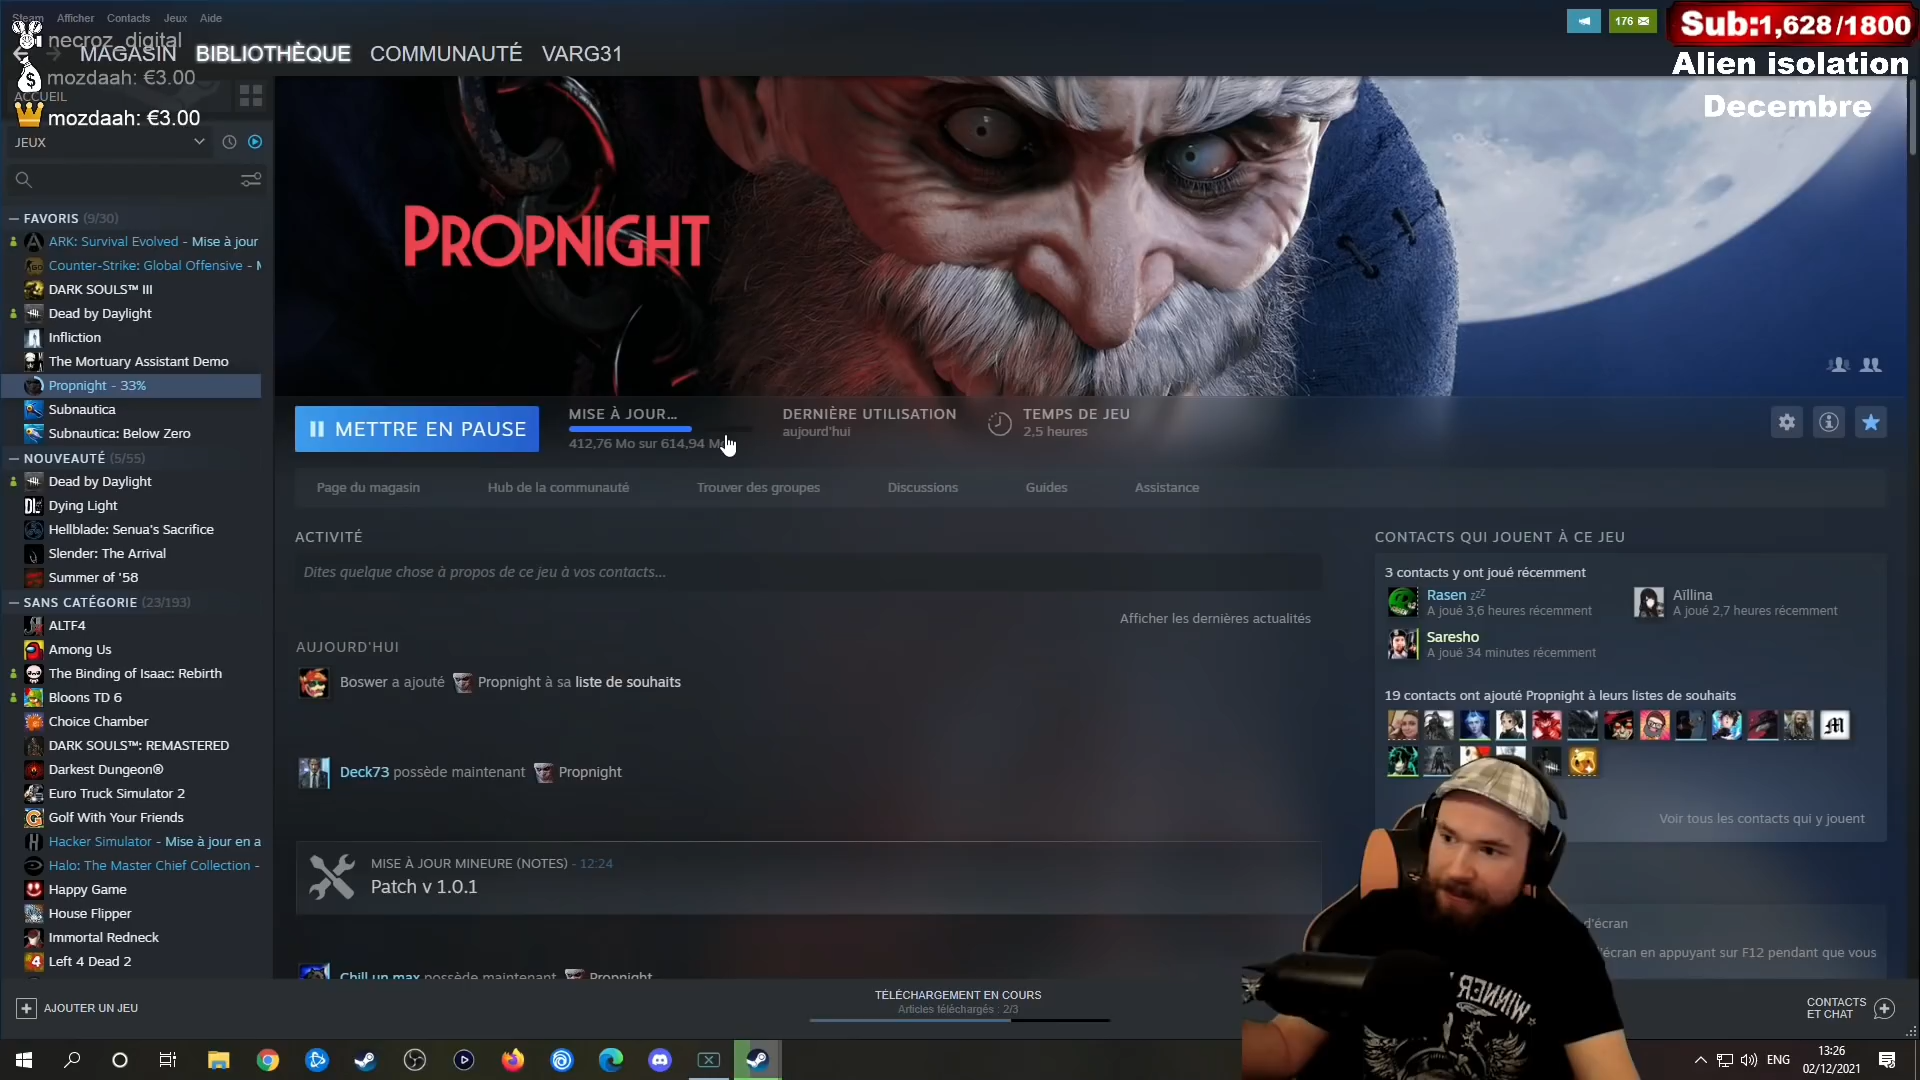 Steam Afficher Contacts Jeux Aide
176
Sub:1,628/1800
Alien isolation
Decembre
necroz_digital
mozdaah: €3.00
mozdaah: €3.00
MAGASIN BIBLIOTHÈQUE COMMUNAUTÉ VARG31
ACCUEIL
JEUX
— FAVORIS (9/30)
ARK: Survival Evolved - Mise à jour
Counter-Strike: Global Offensive -
DARK SOULS™ III
Dead by Daylight
Infliction
The Mortuary Assistant Demo
Propnight - 33%
Subnautica
Subnautica: Below Zero
— NOUVEAUTÉ (5/55)
Dead by Daylight
Dying Light
Hellblade: Senua's Sacrifice
Slender: The Arrival
Summer of '58
— SANS CATÉGORIE (23/193)
ALTF4
Among Us
The Binding of Isaac: Rebirth
Bloons TD 6
Choice Chamber
DARK SOULS™: REMASTERED
Darkest Dungeon®
Euro Truck Simulator 2
Golf With Your Friends
Hacker Simulator - Mise à jour en a
Halo: The Master Chief Collection -
Happy Game
House Flipper
Immortal Redneck
Left 4 Dead 2
AJOUTER UN JEU
PROPNIGHT
METTRE EN PAUSE
MISE À JOUR...
412,76 Mo sur 614,94
DERNIÈRE UTILISATION
aujourd'hui
TEMPS DE JEU
2,5 heures
Page du magasin Hub de la communauté Trouver des groupes Discussions Guides Assistance
ACTIVITÉ
Dites quelque chose à propos de ce jeu à vos contacts...
Afficher les dernières actualités
AUJOURD'HUI
Boswer a ajouté Propnight à sa liste de souhaits
Deck73 possède maintenant Propnight
MISE À JOUR MINEURE (NOTES) - 12:24
Patch v 1.0.1
Chill un max possède maintenant Propnight
CONTACTS QUI JOUENT À CE JEU
3 contacts y ont joué récemment
Rasen zzz
A joué 3,6 heures récemment
Aïllina
A joué 2,7 heures récemment
Saresho
A joué 34 minutes récemment
19 contacts ont ajouté Propnight à leurs listes de souhaits
M
Voir tous les contacts qui y jouent
d'écran
écran en appuyant sur F12 pendant que vous
WINNER
TÉLÉCHARGEMENT EN COURS
Articles téléchargés : 2/3
CONTACTS
ET CHAT
ENG
13:26
02/12/2021